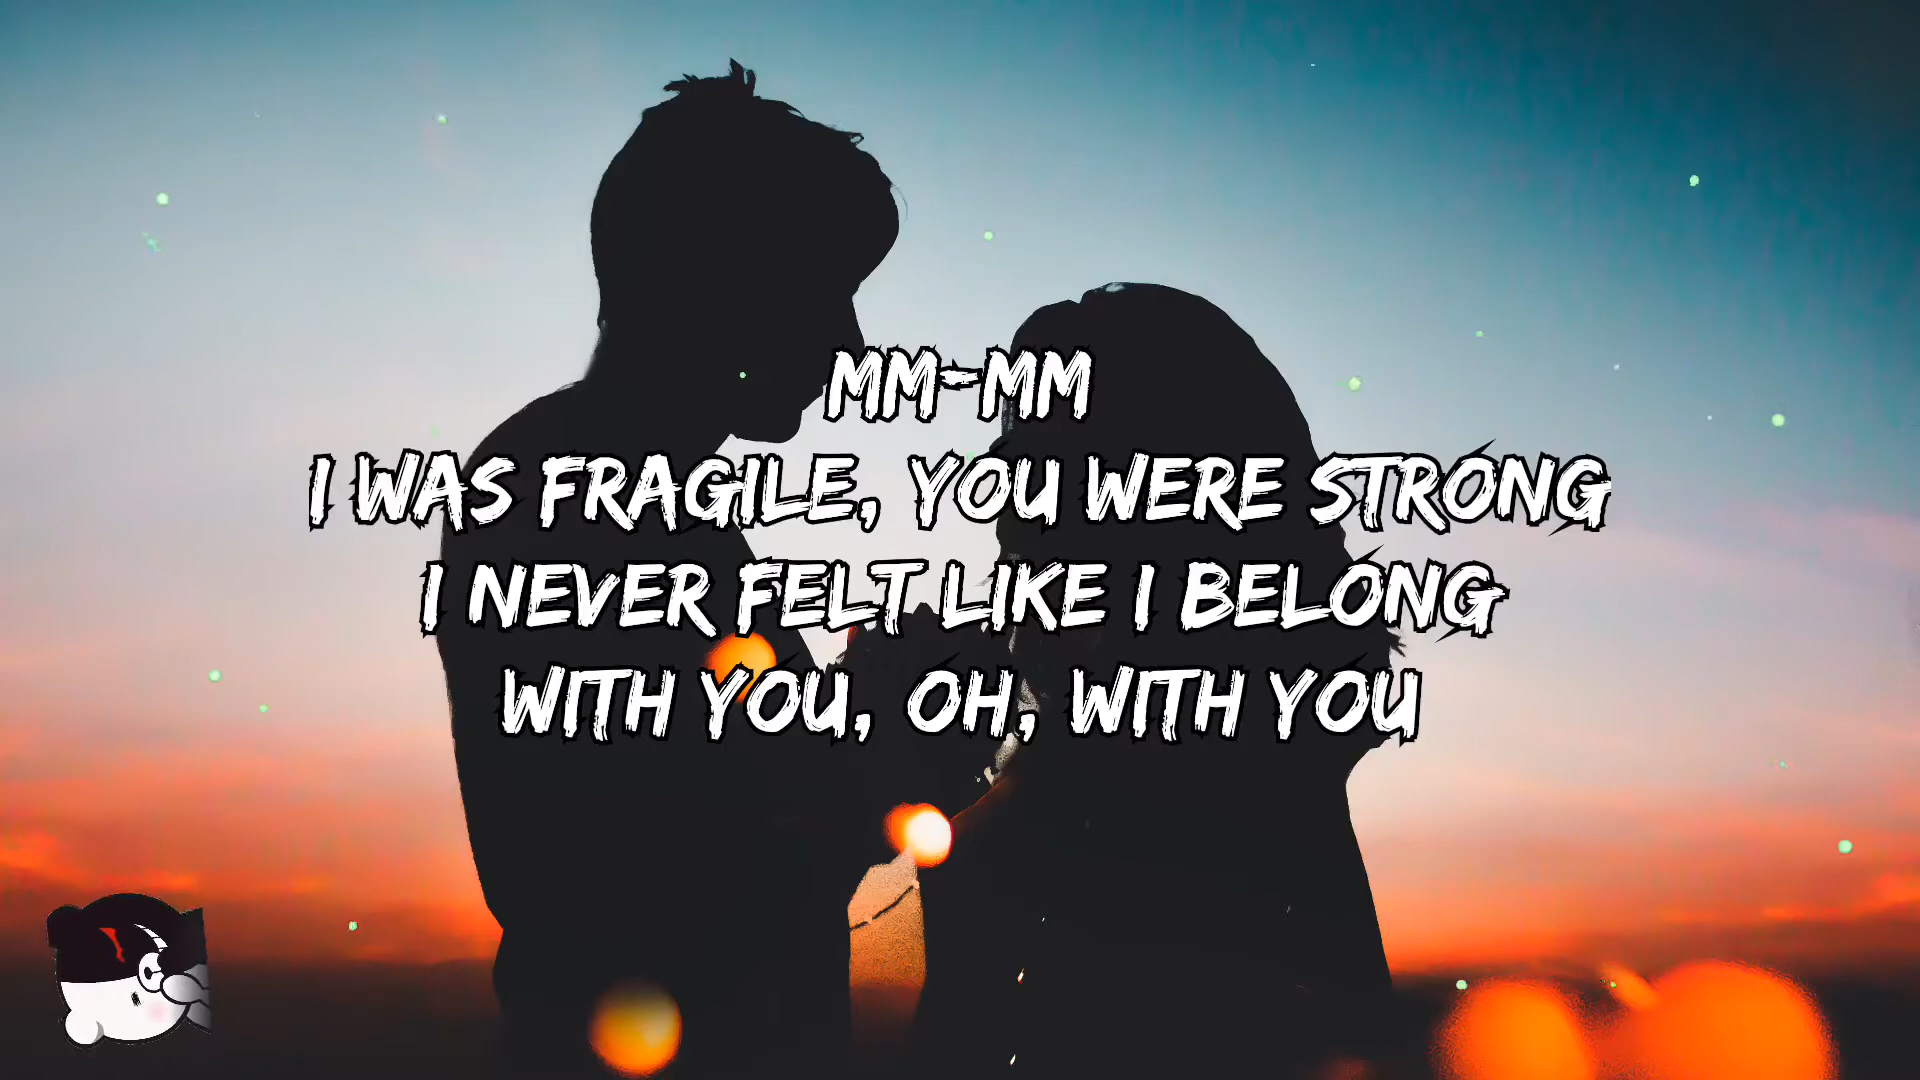 MM-MM
I WAS FRAGILE, YOU WERE STRONG
I NEVER FELT LIKE I BELONG
WITH YOU, OH, WITH YOU